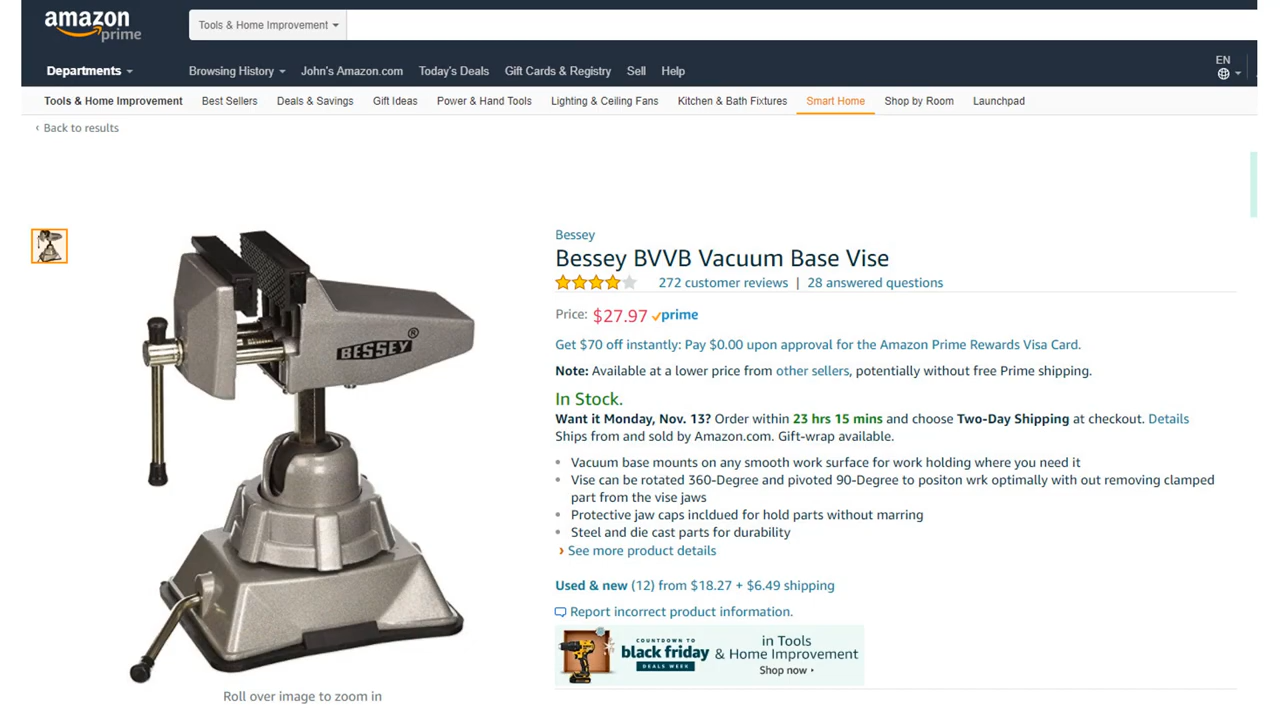 amazon
prime
Tools & Home Improvement
EN
Departments
Browsing History
John's Amazon.com
Today's Deals
Gift Cards & Registry
Sell
Help
Tools & Home Improvement
Best Sellers
Deals & Savings
Gift Ideas
Power & Hand Tools
Lighting & Ceiling Fans
Kitchen & Bath Fixtures
Smart Home
Shop by Room
Launchpad
‹ Back to results
BESSEY®
Roll over image to zoom in
Bessey
Bessey BVVB Vacuum Base Vise
272 customer reviews | 28 answered questions
Price: $27.97 prime
Get $70 off instantly: Pay $0.00 upon approval for the Amazon Prime Rewards Visa Card.
Note: Available at a lower price from other sellers, potentially without free Prime shipping.
In Stock.
Want it Monday, Nov. 13? Order within 23 hrs 15 mins and choose Two-Day Shipping at checkout. Details
Ships from and sold by Amazon.com. Gift-wrap available.
• Vacuum base mounts on any smooth work surface for work holding where you need it
• Vise can be rotated 360-Degree and pivoted 90-Degree to positon wrk optimally with out removing clamped
part from the vise jaws
• Protective jaw caps incldued for hold parts without marring
• Steel and die cast parts for durability
› See more product details
Used & new (12) from $18.27 + $6.49 shipping
Report incorrect product information.
COUNTDOWN TO
black friday
DEALS WEEK
in Tools
& Home Improvement
Shop now ›